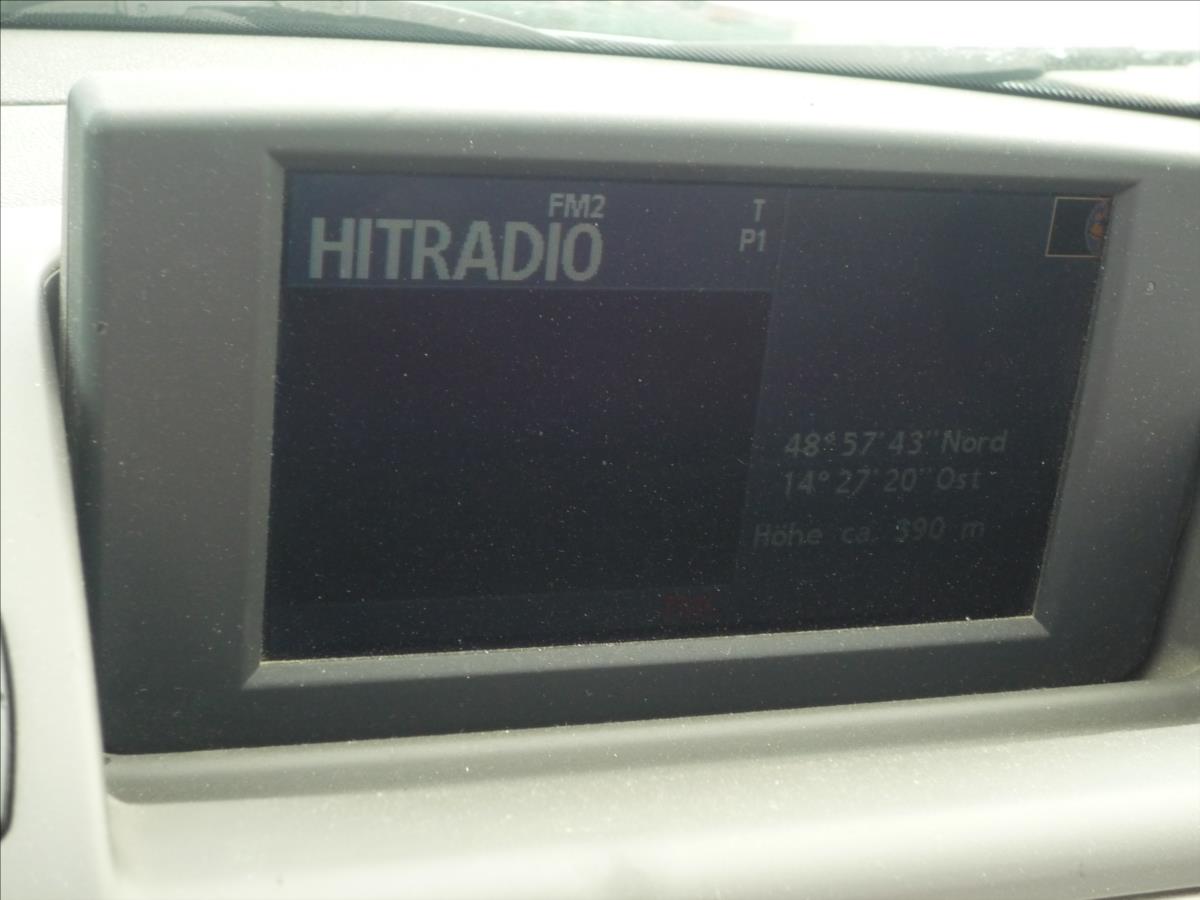 FM2
T
HITRADIO
P1
48° 57' 43" Nord
14° 27' 20" Ost
Höhe ca. 390 m